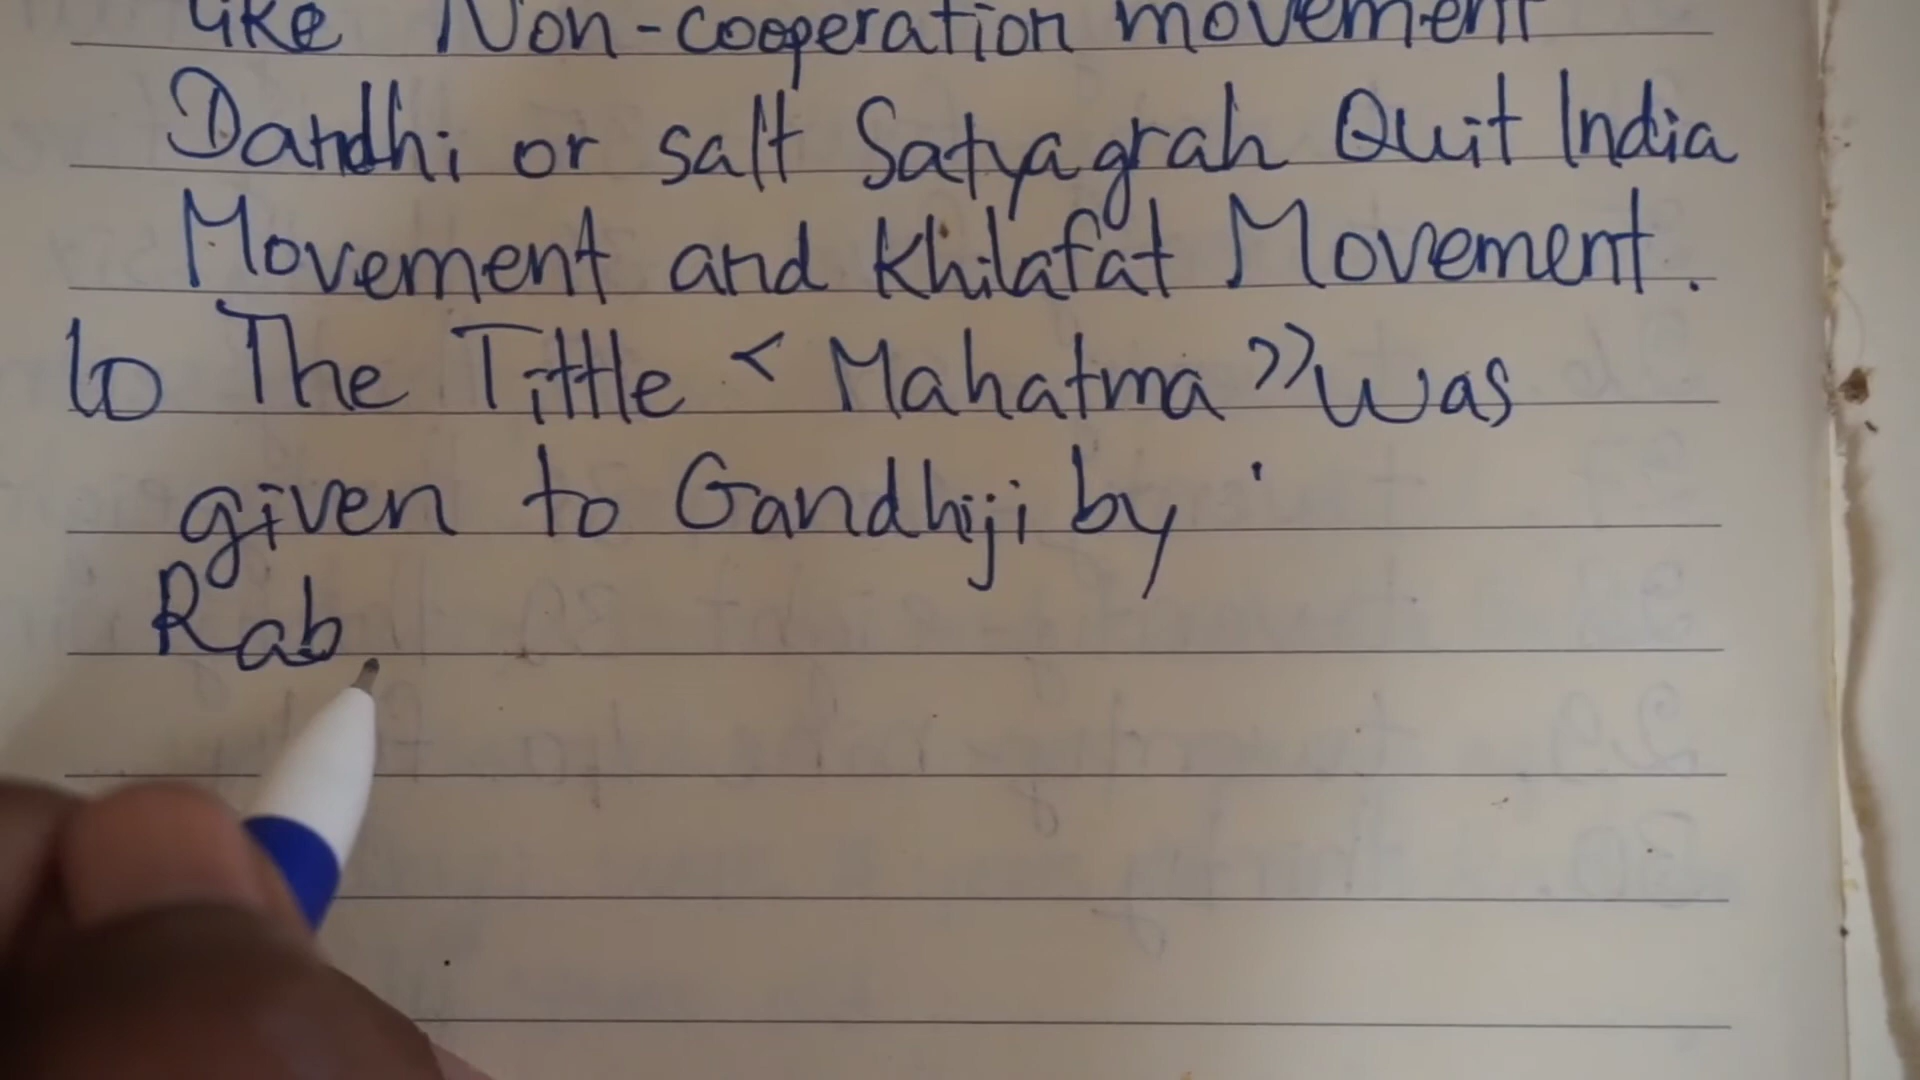 like Non-cooperation movement
Dandhi or salt Satyagrah Quit India
Movement and Khilafat Movement.
10 The Tittle < Mahatma >> was
given to Gandhiji by
Rab